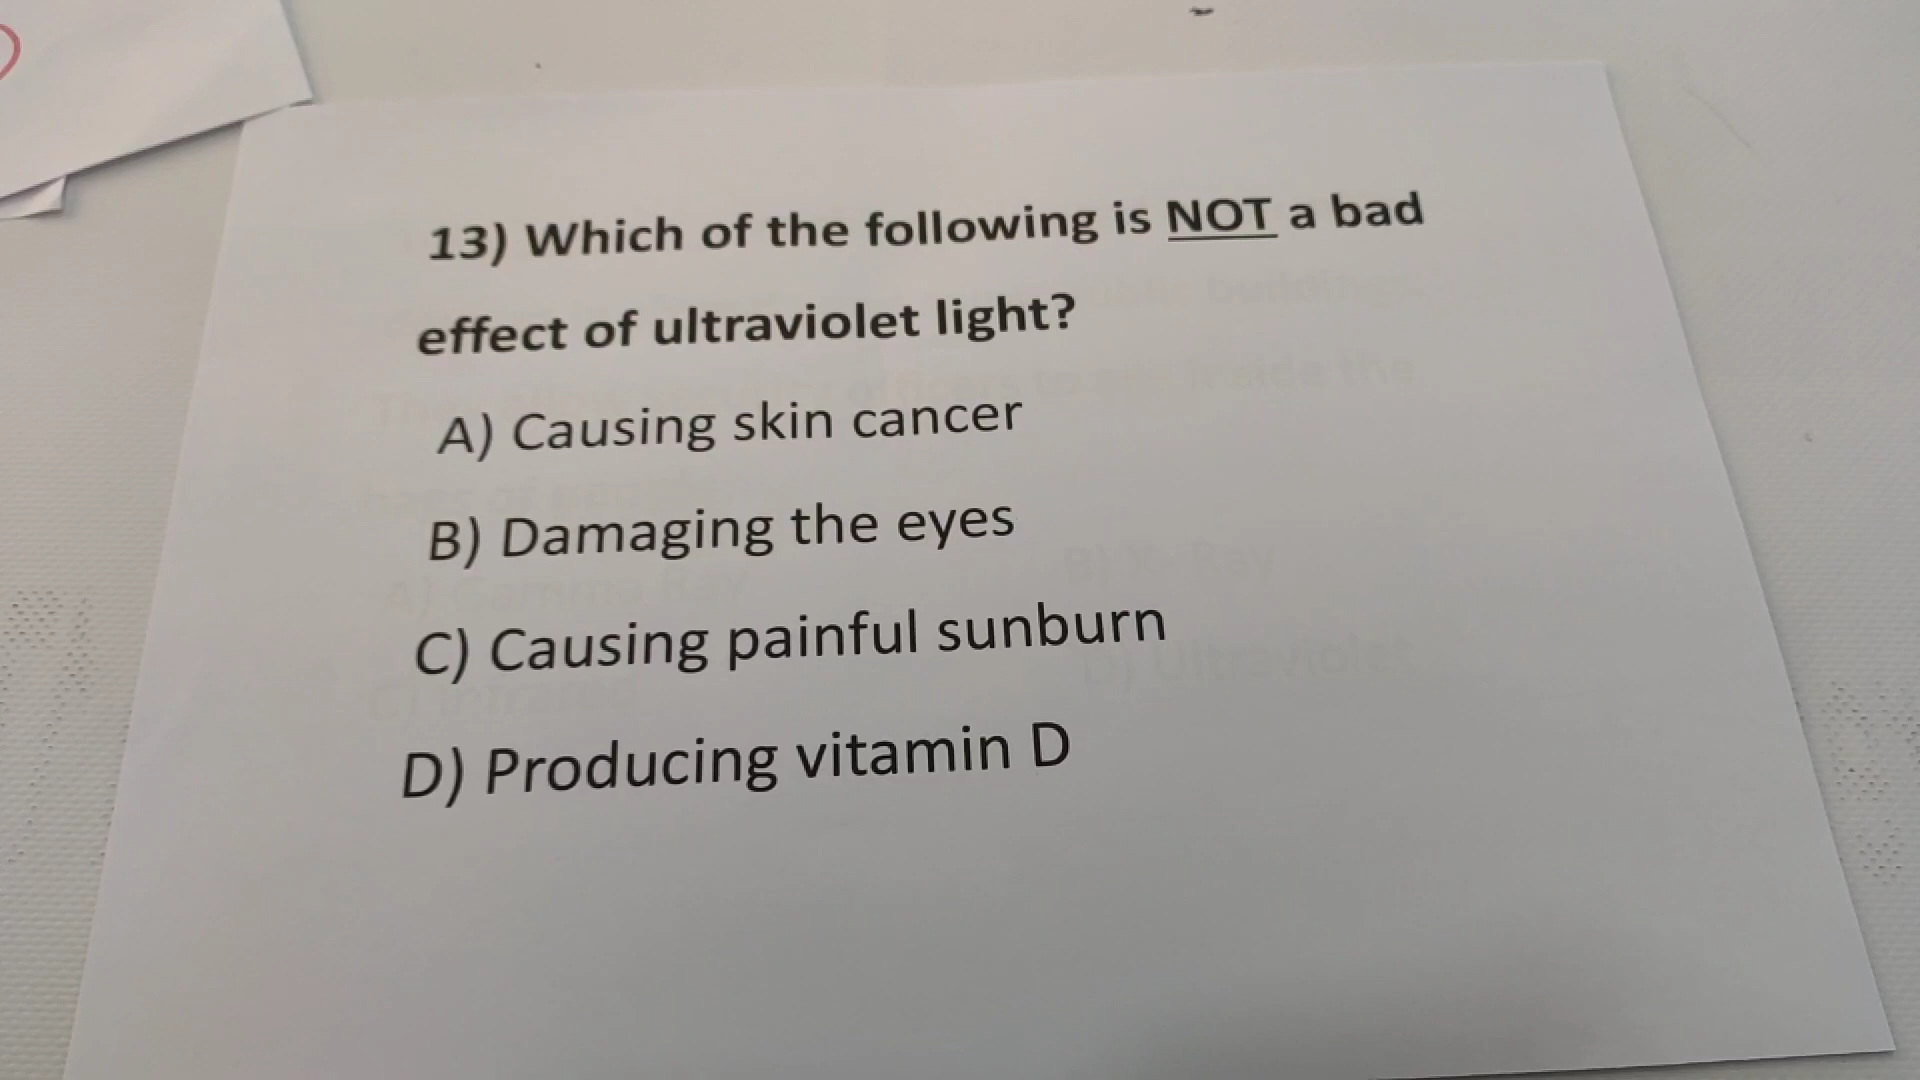 13) Which of the following is NOT a bad
effect of ultraviolet light?
A) Causing skin cancer
B) Damaging the eyes
C) Causing painful sunburn
D) Producing vitamin D